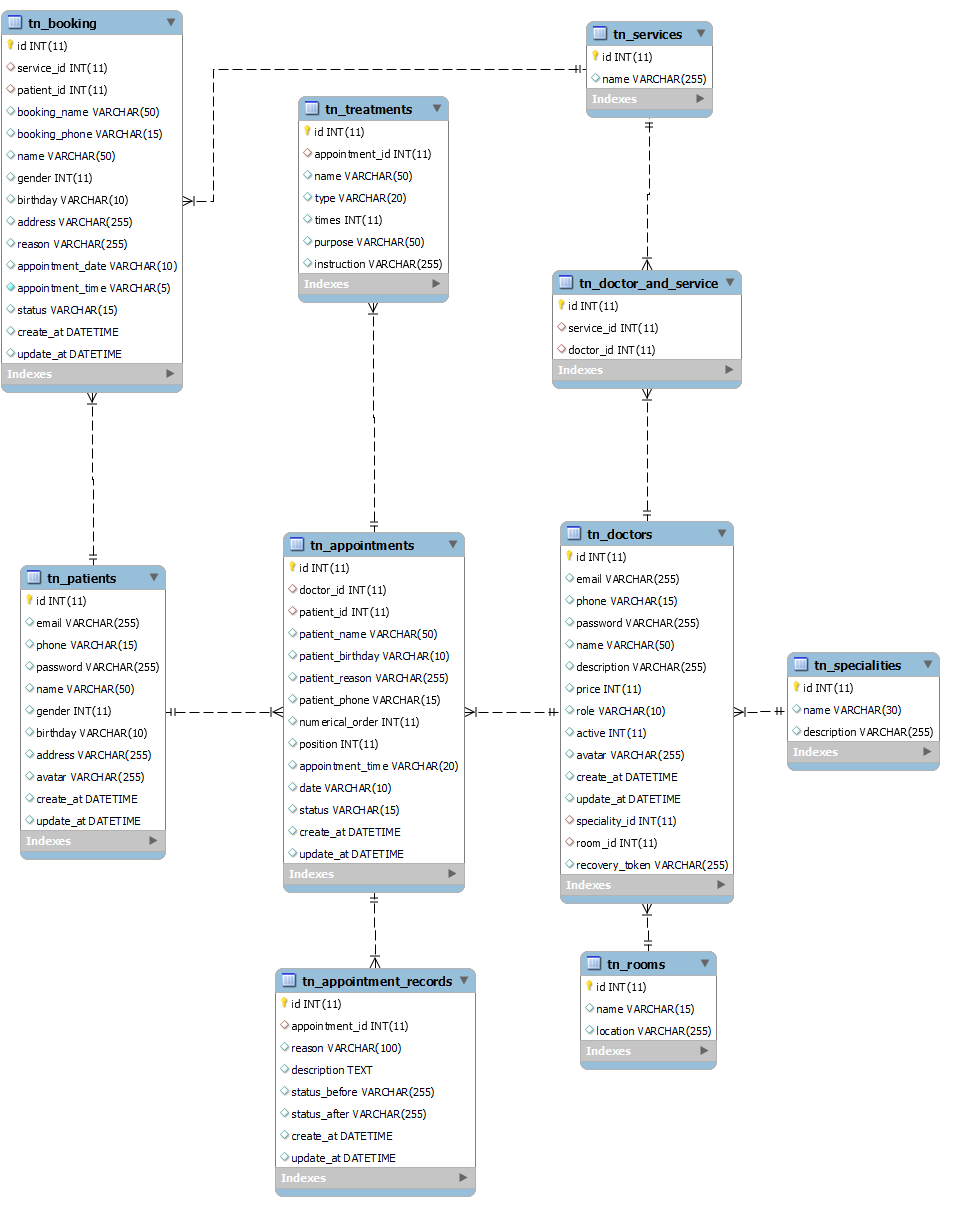 tn_booking
id INT(11)
service_id INT(11)
patient_id INT(11)
booking_name VARCHAR(50)
booking_phone VARCHAR(15)
name VARCHAR(50)
gender INT(11)
birthday VARCHAR(10)
address VARCHAR(255)
reason VARCHAR(255)
appointment_date VARCHAR(10)
appointment_time VARCHAR(5)
status VARCHAR(15)
create_at DATETIME
update_at DATETIME
Indexes
tn_services
id INT(11)
name VARCHAR(255)
Indexes
tn_treatments
id INT(11)
appointment_id INT(11)
name VARCHAR(50)
type VARCHAR(20)
times INT(11)
purpose VARCHAR(50)
instruction VARCHAR(255)
Indexes
tn_doctor_and_service
id INT(11)
service_id INT(11)
doctor_id INT(11)
Indexes
tn_patients
id INT(11)
email VARCHAR(255)
phone VARCHAR(15)
password VARCHAR(255)
name VARCHAR(50)
gender INT(11)
birthday VARCHAR(10)
address VARCHAR(255)
avatar VARCHAR(255)
create_at DATETIME
update_at DATETIME
Indexes
tn_appointments
id INT(11)
doctor_id INT(11)
patient_id INT(11)
patient_name VARCHAR(50)
patient_birthday VARCHAR(10)
patient_reason VARCHAR(255)
patient_phone VARCHAR(15)
numerical_order INT(11)
position INT(11)
appointment_time VARCHAR(20)
date VARCHAR(10)
status VARCHAR(15)
create_at DATETIME
update_at DATETIME
Indexes
tn_doctors
id INT(11)
email VARCHAR(255)
phone VARCHAR(15)
password VARCHAR(255)
name VARCHAR(50)
description VARCHAR(255)
price INT(11)
role VARCHAR(10)
active INT(11)
avatar VARCHAR(255)
create_at DATETIME
update_at DATETIME
speciality_id INT(11)
room_id INT(11)
recovery_token VARCHAR(255)
Indexes
tn_specialities
id INT(11)
name VARCHAR(30)
description VARCHAR(255)
Indexes
tn_appointment_records
id INT(11)
appointment_id INT(11)
reason VARCHAR(100)
description TEXT
status_before VARCHAR(255)
status_after VARCHAR(255)
create_at DATETIME
update_at DATETIME
Indexes
tn_rooms
id INT(11)
name VARCHAR(15)
location VARCHAR(255)
Indexes